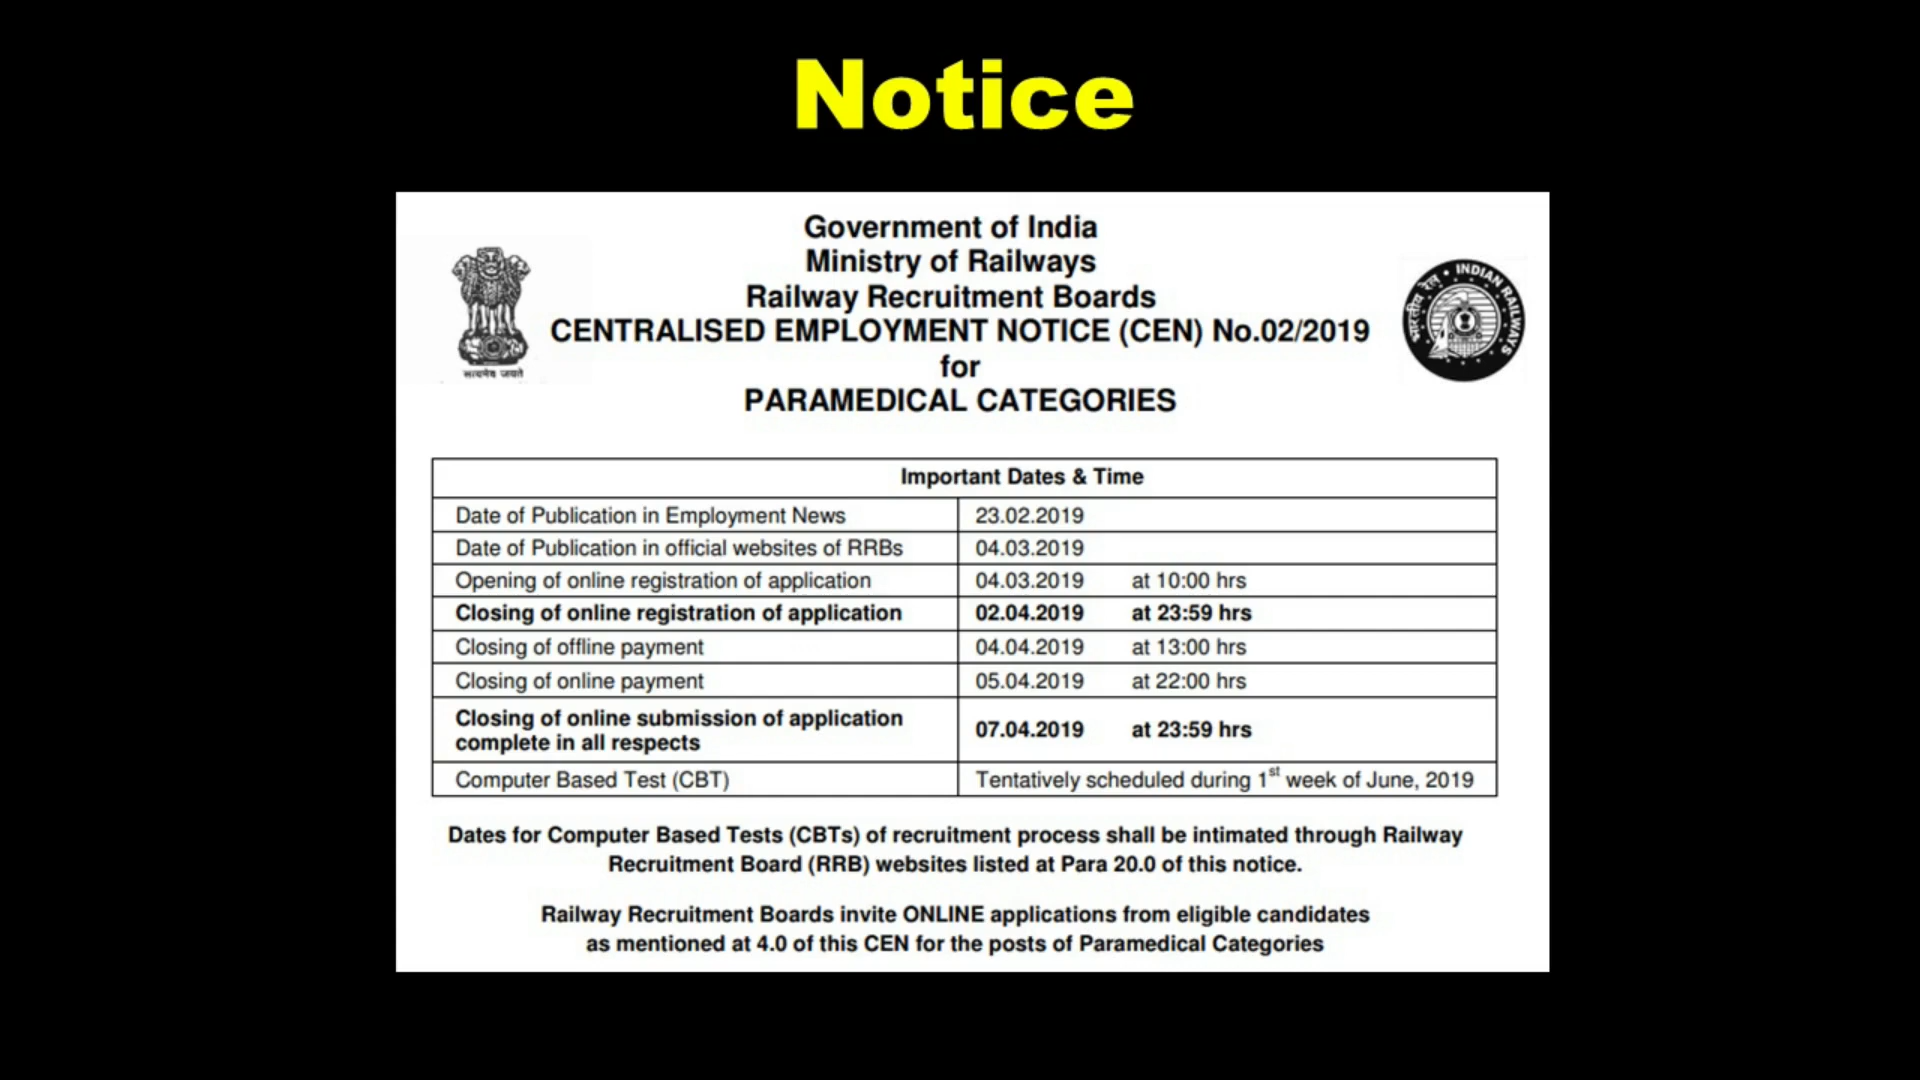 Notice
Government of India
Ministry of Railways
Railway Recruitment Boards
CENTRALISED EMPLOYMENT NOTICE (CEN) No.02/2019
for
PARAMEDICAL CATEGORIES
सत्यमेव जयते
भारतीय रेल • INDIAN RAILWAYS
Important Dates & Time
Date of Publication in Employment News 23.02.2019
Date of Publication in official websites of RRBs 04.03.2019
Opening of online registration of application 04.03.2019 at 10:00 hrs
Closing of online registration of application 02.04.2019 at 23:59 hrs
Closing of offline payment 04.04.2019 at 13:00 hrs
Closing of online payment 05.04.2019 at 22:00 hrs
Closing of online submission of application
complete in all respects 07.04.2019 at 23:59 hrs
Computer Based Test (CBT) Tentatively scheduled during 1st week of June, 2019
Dates for Computer Based Tests (CBTs) of recruitment process shall be intimated through Railway
Recruitment Board (RRB) websites listed at Para 20.0 of this notice.
Railway Recruitment Boards invite ONLINE applications from eligible candidates
as mentioned at 4.0 of this CEN for the posts of Paramedical Categories